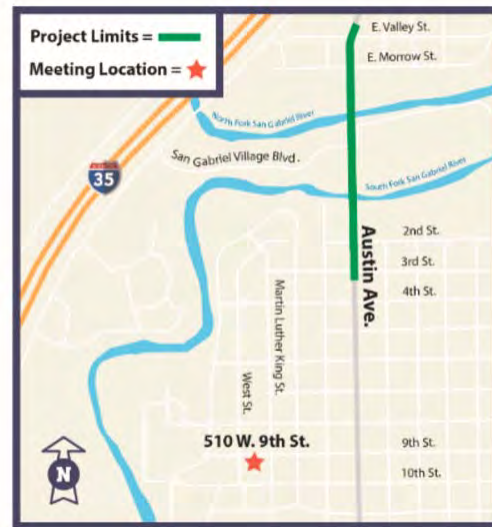 Project Limits =
Meeting Location =
E. Valley St.
E. Morrow St.
North Fork San Gabriel River
San Gabriel Village Blvd.
South Fork San Gabriel River
INTERSTATE
35
2nd St.
3rd St.
4th St.
Austin Ave.
Martin Luther King St.
West St.
510 W. 9th St.
9th St.
10th St.
N